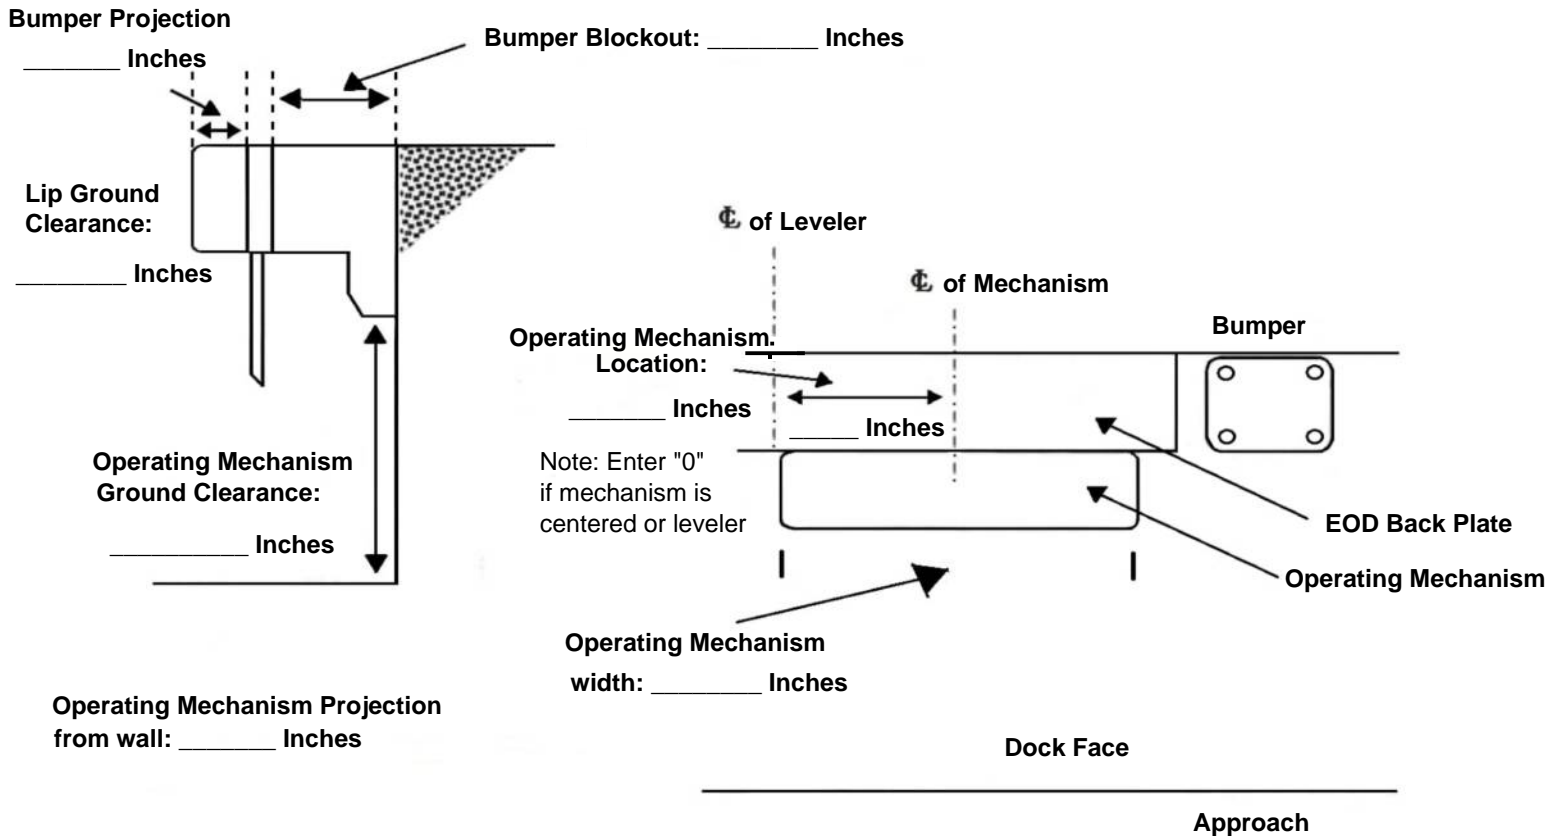 Bumper Projection
_______ Inches
Bumper Blockout: ________ Inches
Lip Ground
Clearance:
________ Inches
℄ of Leveler
℄ of Mechanism
Bumper
Operating Mechanism.
Location:
_______ Inches
_____ Inches
Note: Enter "0"
if mechanism is
centered or leveler
Operating Mechanism
Ground Clearance:
__________ Inches
EOD Back Plate
Operating Mechanism
Operating Mechanism
width: ________ Inches
Operating Mechanism Projection
from wall: _______ Inches
Dock Face
Approach